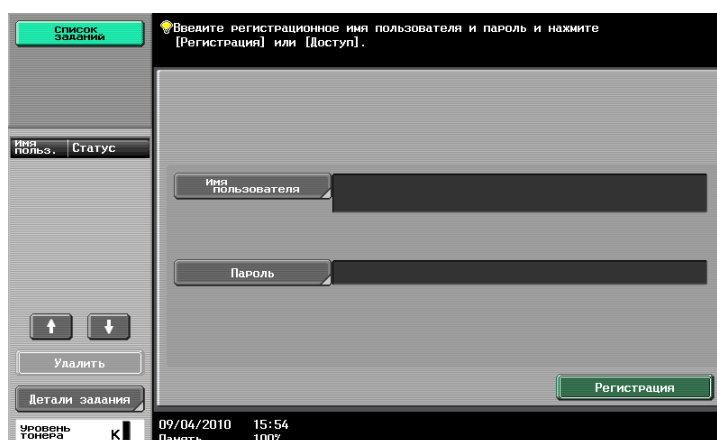 Список
заданий
Введите регистрационное имя пользователя и пароль и нажмите
[Регистрация] или [Доступ].
Имя
польз.
Статус
Имя
пользователя
Пароль
Удалить
Детали задания
Регистрация
Уровень
тонера
К
09/04/2010 15:54
Память 100%